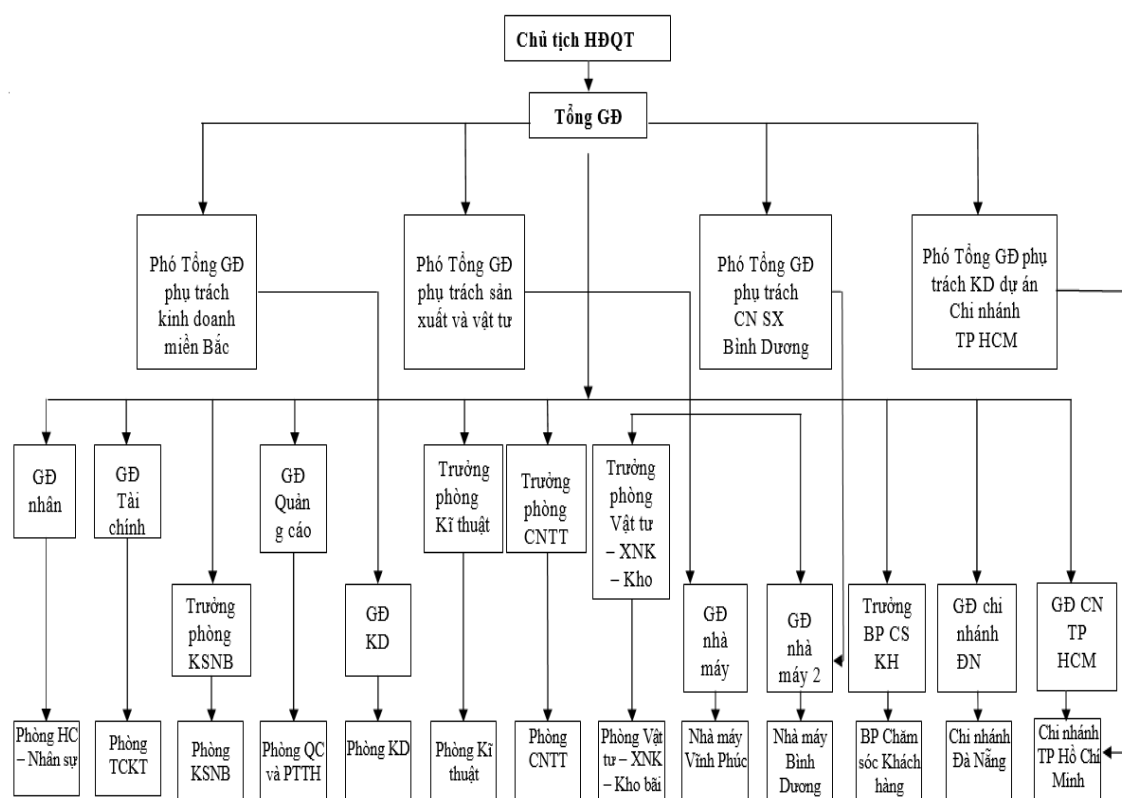 Chủ tịch HĐQT
Tổng GĐ
Phó Tổng GĐ
phụ trách
kinh doanh
miền Bắc
Phó Tổng GĐ
phụ trách sản
xuất và vật tư
Phó Tổng GĐ
phụ trách
CN SX
Bình Dương
Phó Tổng GĐ phụ
trách KD dự án
Chi nhánh
TP HCM
GĐ
nhân
GĐ
Tài
chính
Trưởng
phòng
KSNB
GĐ
Quản
g cáo
GĐ
KD
Trưởng
phòng
Kĩ thuật
Trưởng
phòng
CNTT
Trưởng
phòng
Vật tư
– XNK
– Kho
GĐ
nhà
máy
GĐ
nhà
máy 2
Trưởng
BP CS
KH
GĐ chi
nhánh
ĐN
GĐ CN
TP
HCM
Phòng HC
– Nhân sự
Phòng
TCKT
Phòng
KSNB
Phòng QC
và PTTH
Phòng KD
Phòng Kĩ
thuật
Phòng
CNTT
Phòng Vật
tư – XNK –
Kho bãi
Nhà máy
Vĩnh Phúc
Nhà máy
Bình
Dương
BP Chăm
sóc Khách
hàng
Chi nhánh
Đà Nẵng
Chi nhánh
TP Hồ Chí
Minh